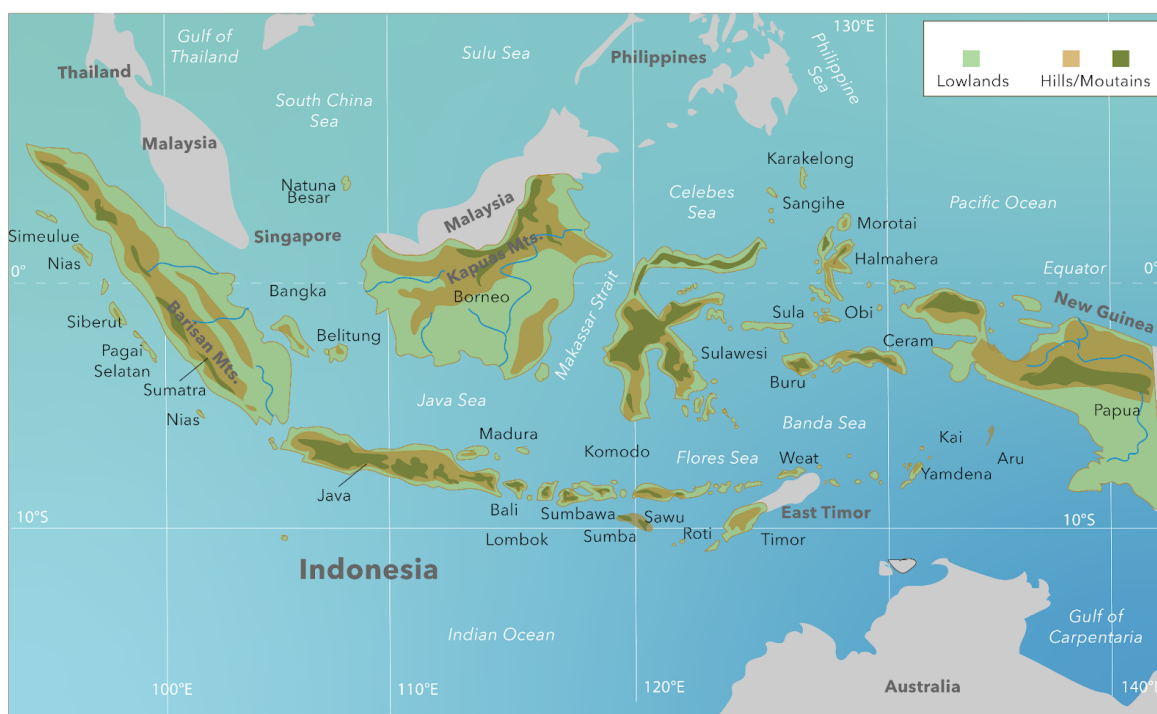 130°E
Gulf of
Thailand
Sulu Sea
Philippines
Philippine
Sea
Thailand
Lowlands
Hills/Moutains
South China
Sea
Malaysia
Karakelong
Natuna
Besar
Celebes
Sea
Sangihe
Pacific Ocean
Malaysia
Morotai
Simeulue
Singapore
Kapuas Mts.
Halmahera
Nias
0°
Equator
0°
Bangka
Borneo
Makassar Strait
New Guinea
Siberut
Barisan Mts.
Belitung
Sula
Obi
Ceram
Pagai
Selatan
Sulawesi
Buru
Sumatra
Java Sea
Nias
Banda Sea
Papua
Madura
Komodo
Kai
Flores Sea
Weat
Aru
Yamdena
Java
Bali
Sumbawa
Sawu
East Timor
10°S
10°S
Lombok
Sumba
Roti
Timor
Indonesia
Indian Ocean
Gulf of
Carpentaria
100°E
110°E
120°E
Australia
140°E